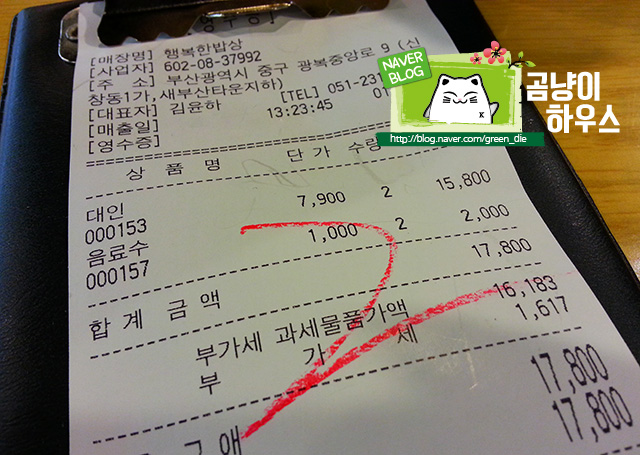 [매장명] 행복한밥상
[사업자] 602-08-37992
[주 소] 부산광역시 중구 광복중앙로 9 (신
창동1가,새부산타운지하)
[대표자] 김윤하 [TEL] 051-231
[매출일] 13:23:45 01
[영수증]
상 품 명 단 가 수량
대인 7,900 2 15,800
000153
음료수 1,000 2 2,000
000157
합 계 금 액 17,800
부가세 과세물품가액 16,183
부 가 세 1,617
금 액 17,800
17,800
2
NAVER
BLOG
곰냥이
하우스
K
http://blog.naver.com/green_die